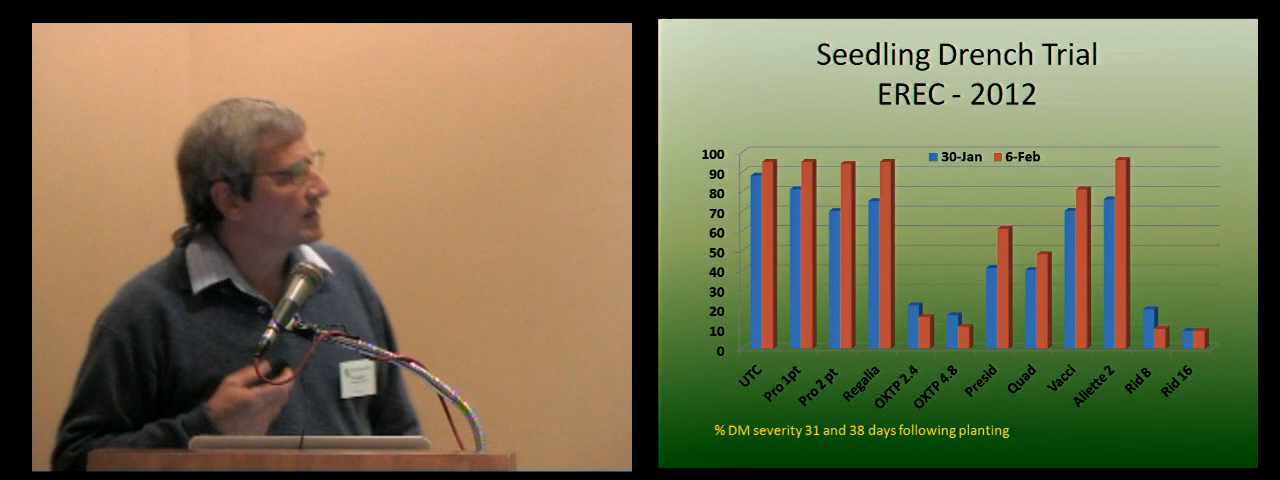 Seedling Drench Trial
EREC - 2012
30-Jan 6-Feb
100
90
80
70
60
50
40
30
20
10
0
UTC
Pro 1pt
Pro 2 pt
Regalia
OXTP 2.4
OXTP 4.8
Presid
Quad
Vacci
Aliette 2
Rid 8
Rid 16
% DM severity 31 and 38 days following planting